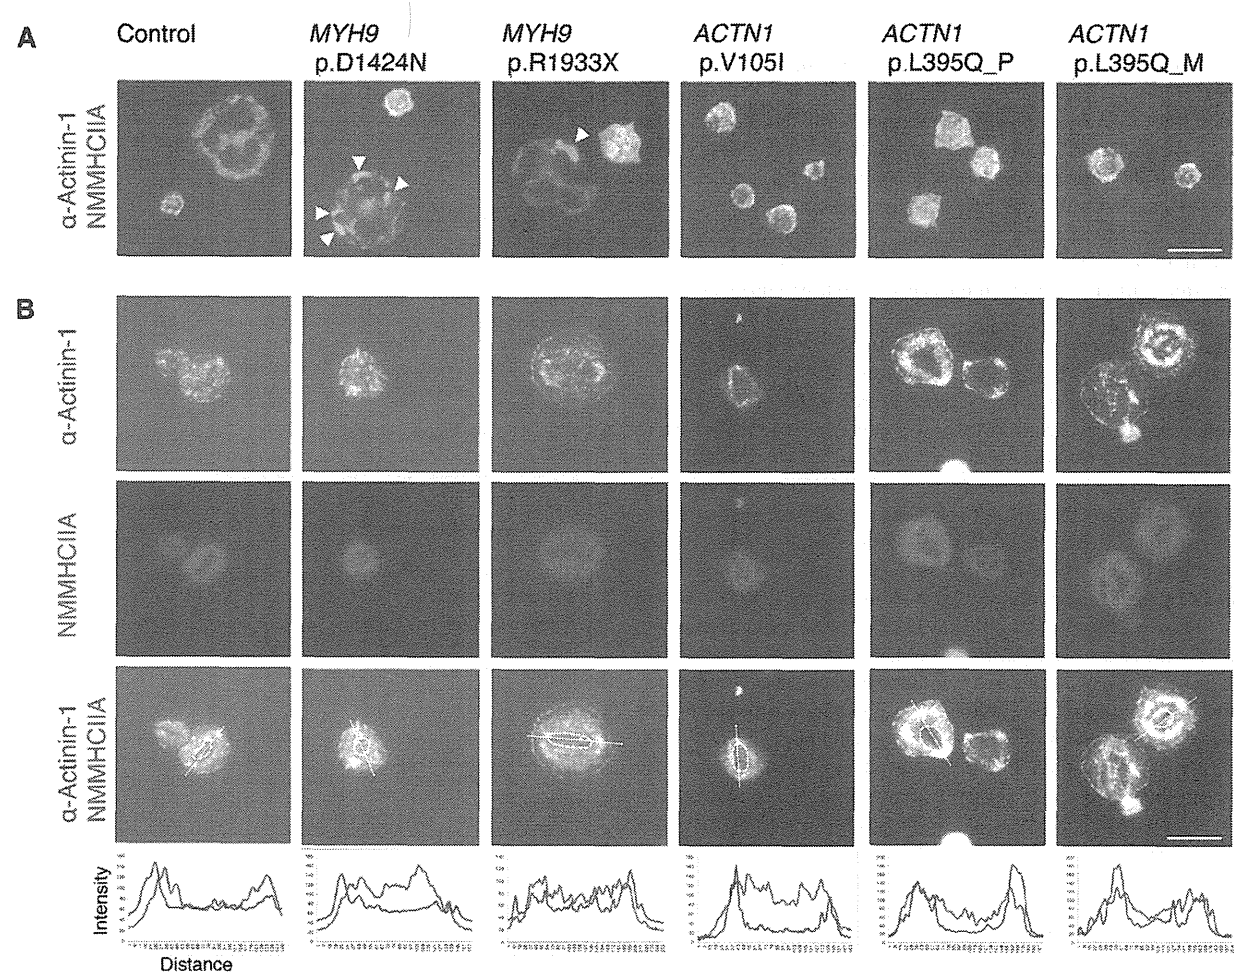 A
Control
MYH9
p.D1424N
MYH9
p.R1933X
ACTN1
p.V105I
ACTN1
p.L395Q_P
ACTN1
p.L395Q_M
α-Actinin-1
NMMHCIIA
B
α-Actinin-1
NMMHCIIA
α-Actinin-1
NMMHCIIA
Intensity
Distance